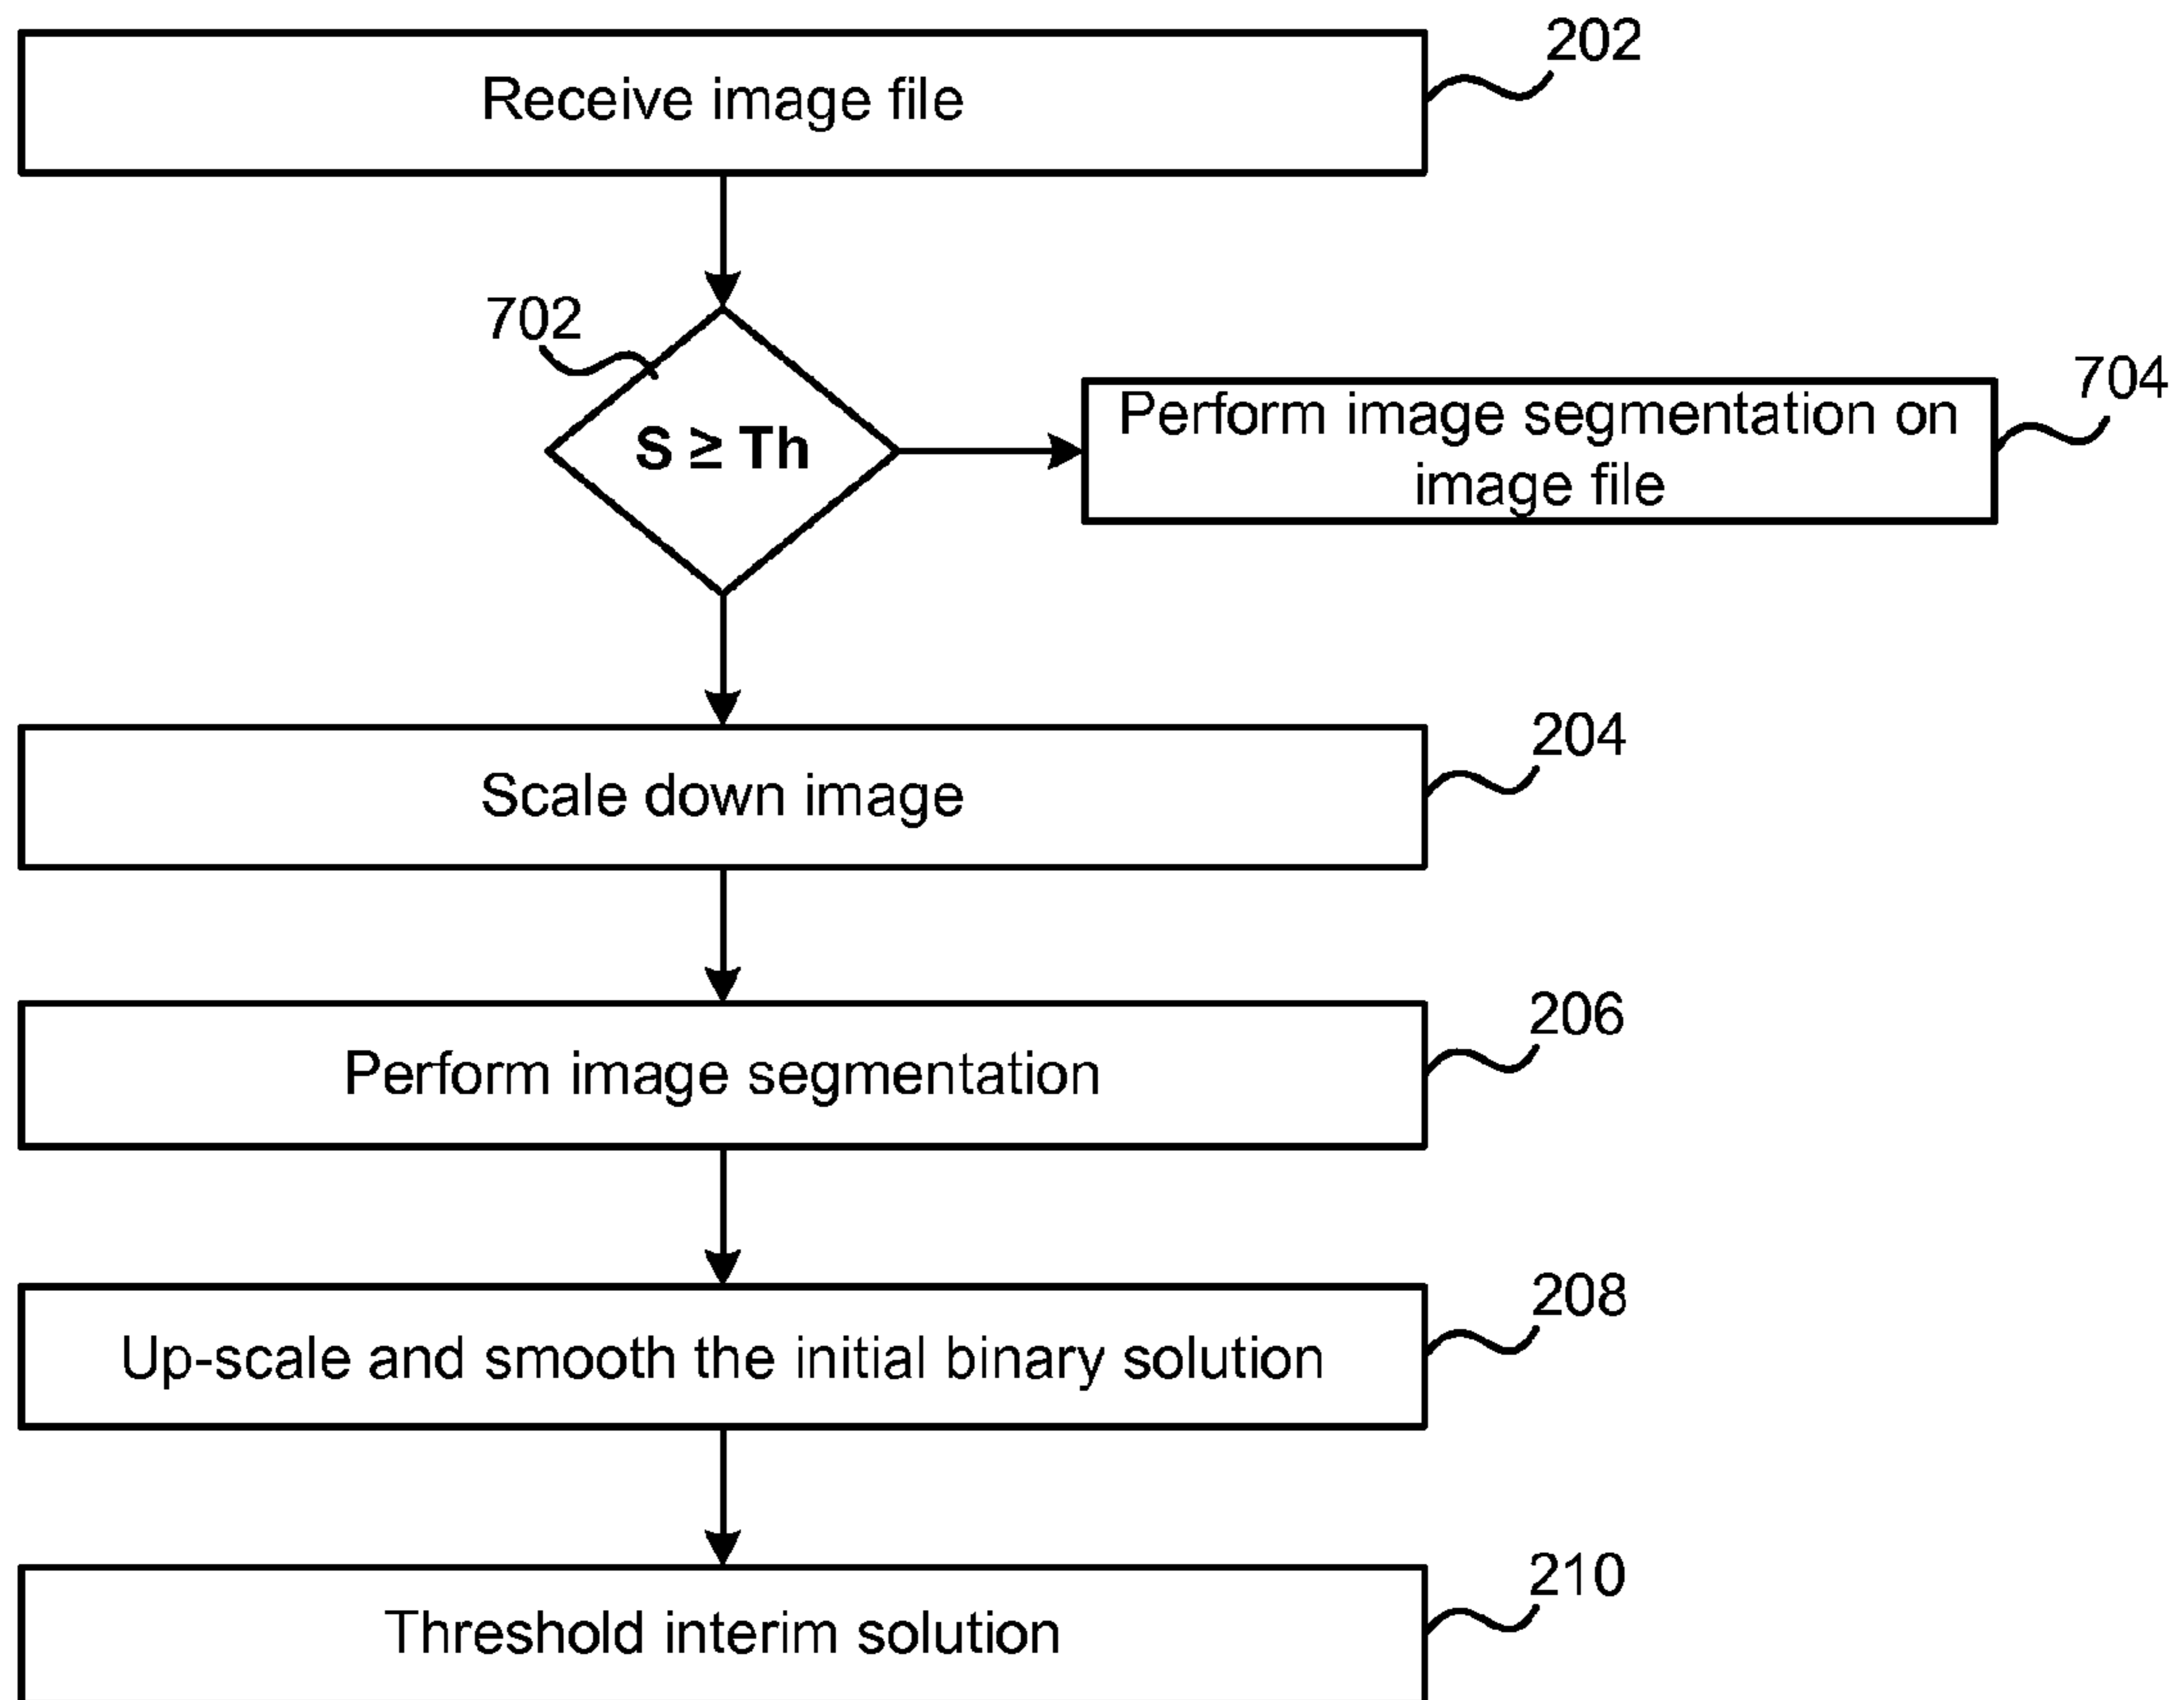 202
Receive image file
702
S ≥ Th
704
Perform image segmentation on
image file
204
Scale down image
206
Perform image segmentation
208
Up-scale and smooth the initial binary solution
210
Threshold interim solution